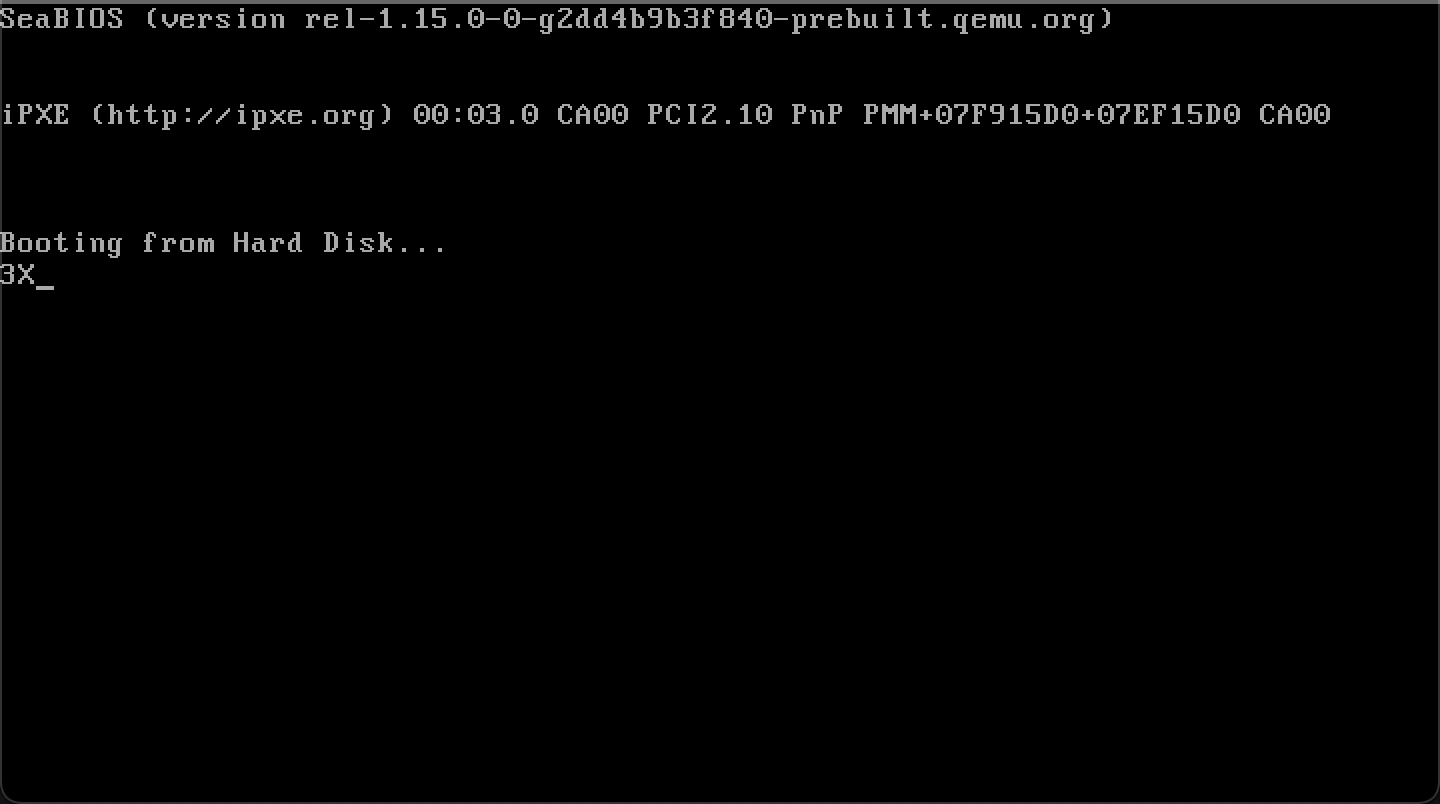 SeaBIOS (version rel-1.15.0-0-g2dd4b9b3f840-prebuilt.qemu.org)
iPXE (http://ipxe.org) 00:03.0 CA00 PCI2.10 PnP PMM+07F915D0+07EF15D0 CA00
Booting from Hard Disk...
3X_